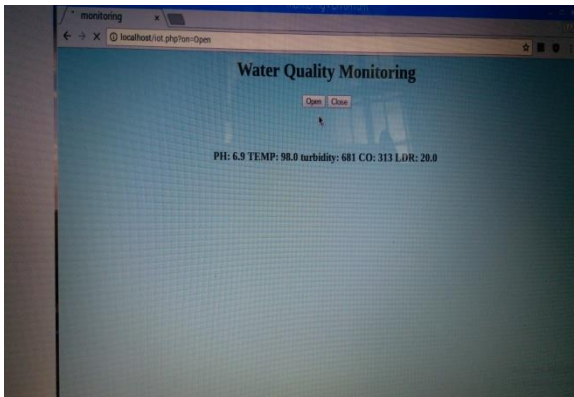 monitoring x
localhost/iot.php?on=Open
Water Quality Monitoring
Open Close
PH: 6.9 TEMP: 98.0 turbidity: 681 CO: 313 LDR: 20.0